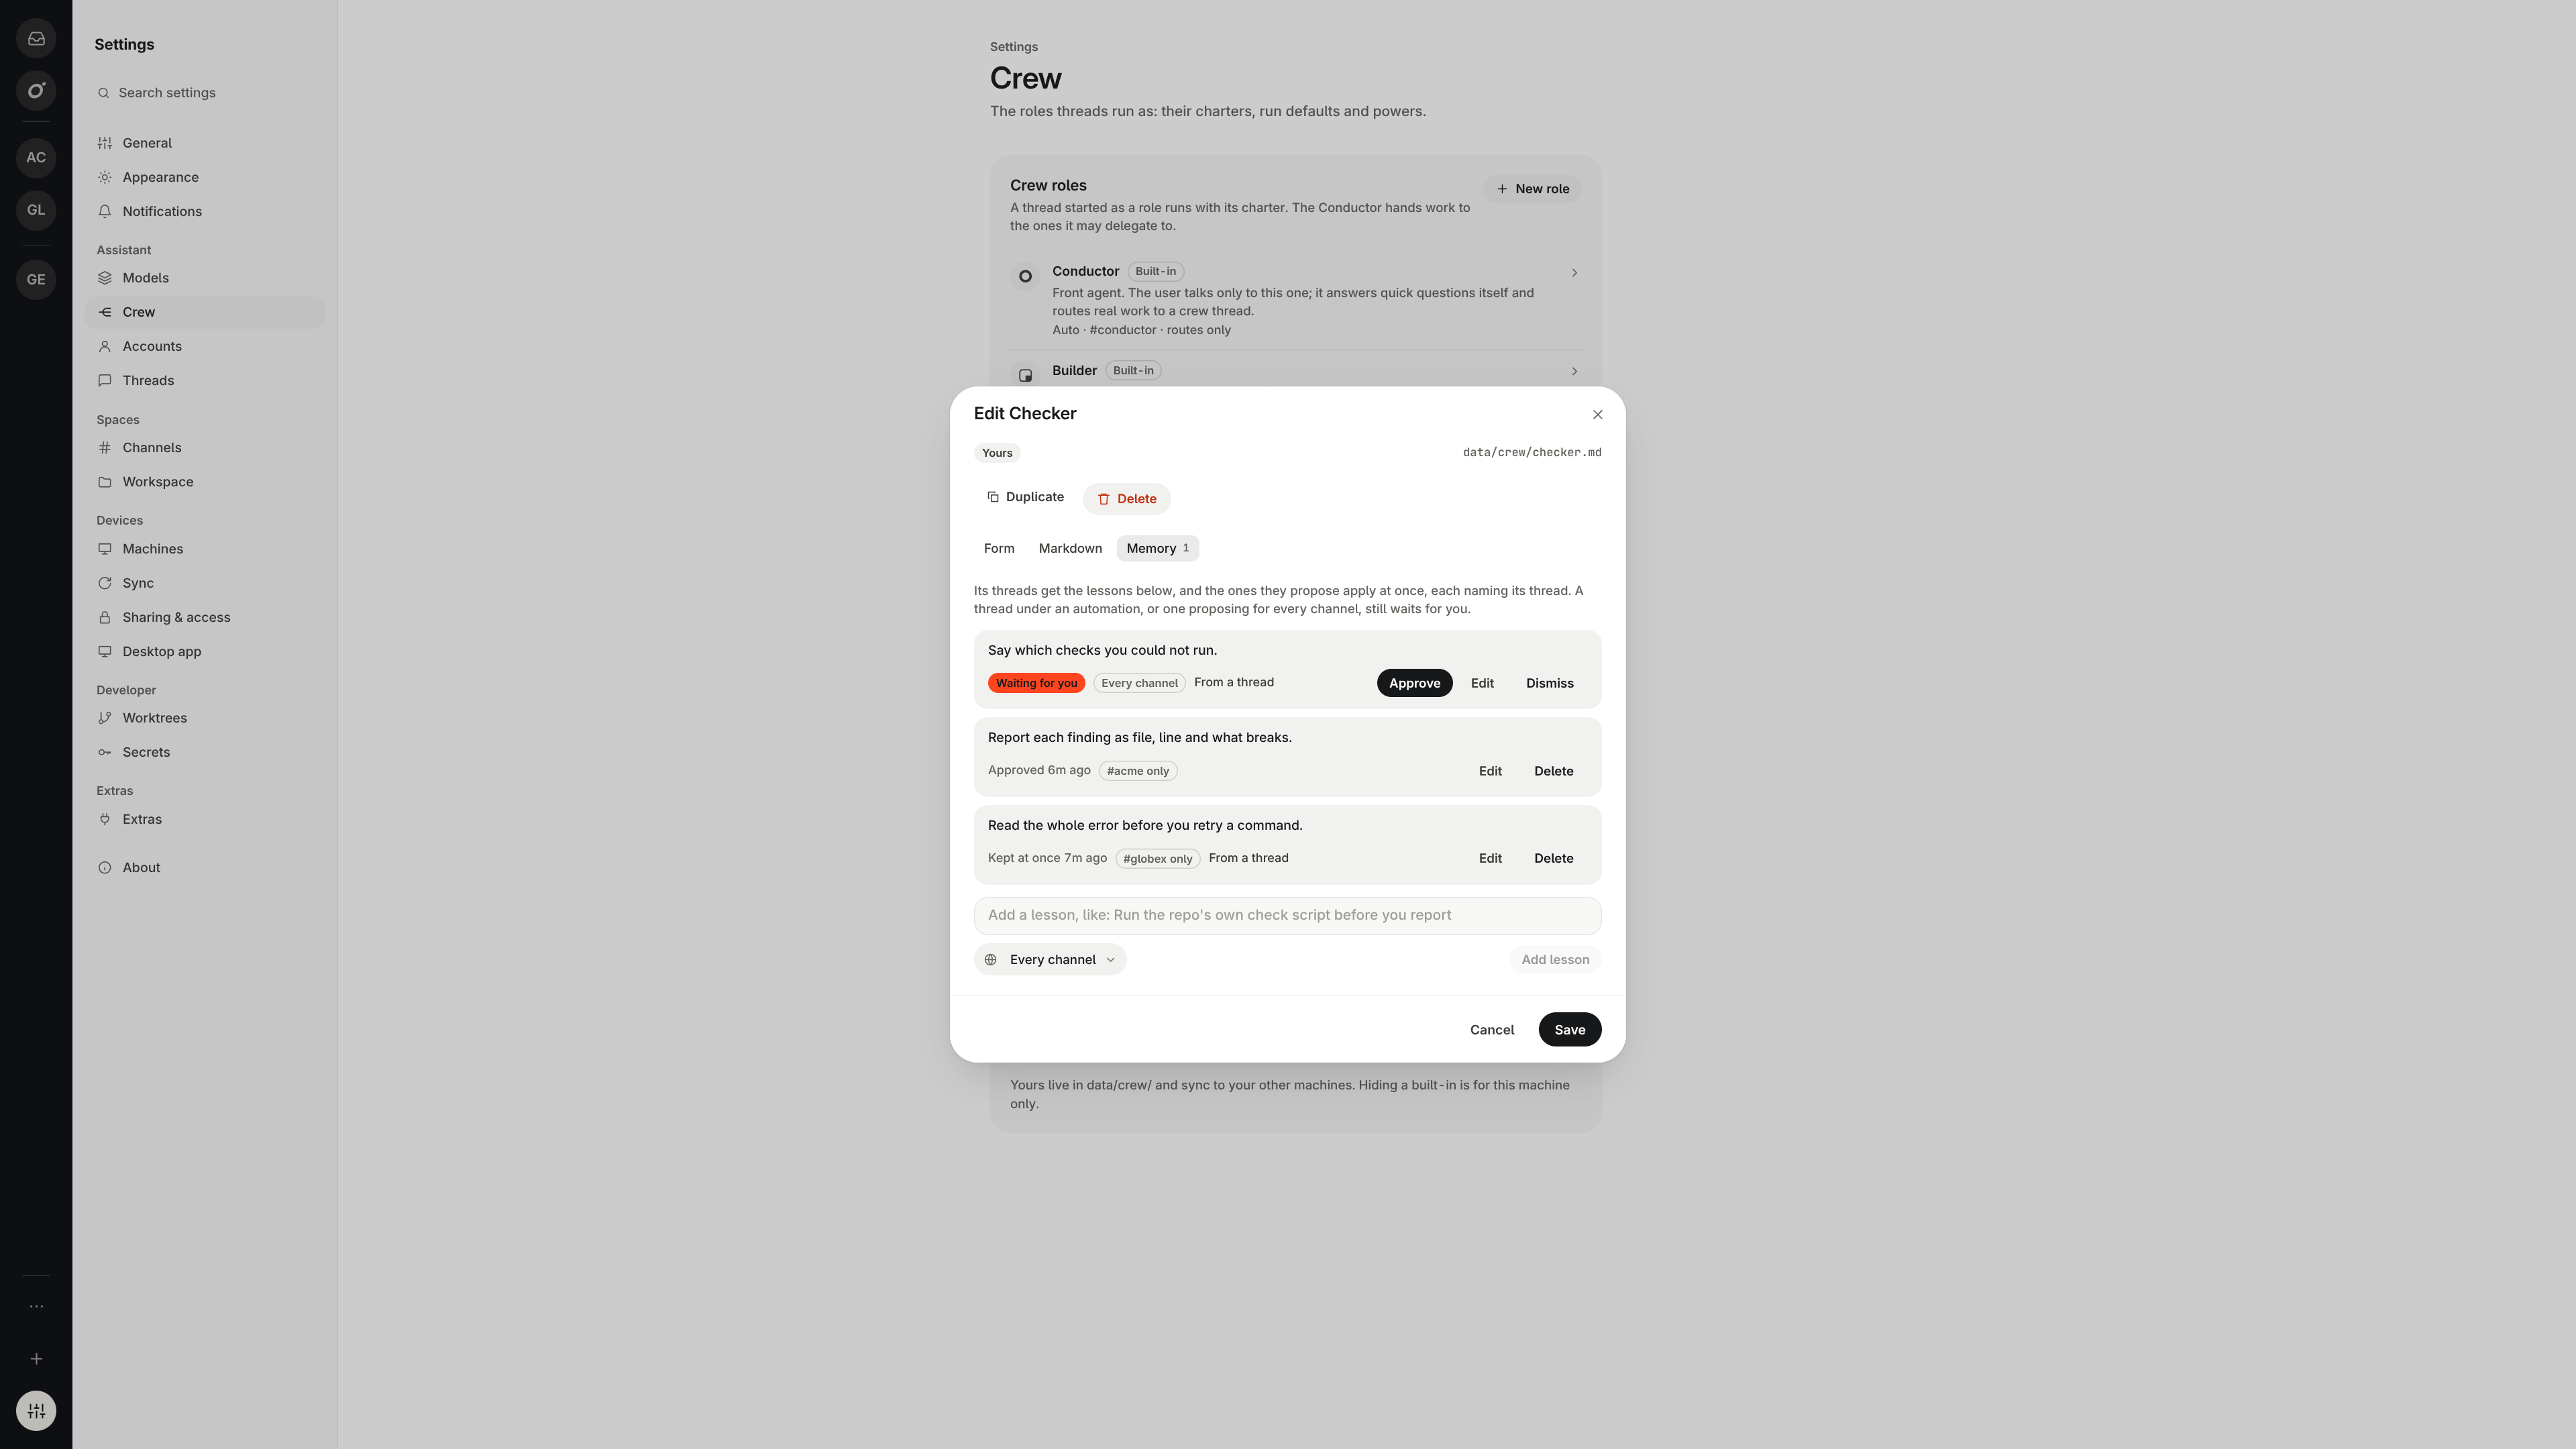 Settings
Search settings
General
Appearance
Notifications
Assistant
Models
Crew
Accounts
Threads
Spaces
Channels
Workspace
Devices
Machines
Sync
Sharing & access
Desktop app
Developer
Worktrees
Secrets
Extras
Extras
About
AC
GL
GE
Settings
Crew
The roles threads run as: their charters, run defaults and powers.
Crew roles
New role
A thread started as a role runs with its charter. The Conductor hands work to
the ones it may delegate to.
Conductor Built-in
Front agent. The user talks only to this one; it answers quick questions itself and
routes real work to a crew thread.
Auto · #conductor · routes only
Builder Built-in
Edit Checker
Yours data/crew/checker.md
Duplicate Delete
Form Markdown Memory 1
Its threads get the lessons below, and the ones they propose apply at once, each naming its thread. A
thread under an automation, or one proposing for every channel, still waits for you.
Say which checks you could not run.
Waiting for you Every channel From a thread Approve Edit Dismiss
Report each finding as file, line and what breaks.
Approved 6m ago #acme only Edit Delete
Read the whole error before you retry a command.
Kept at once 7m ago #globex only From a thread Edit Delete
Add a lesson, like: Run the repo's own check script before you report
Every channel Add lesson
Cancel Save
Yours live in data/crew/ and sync to your other machines. Hiding a built-in is for this machine
only.